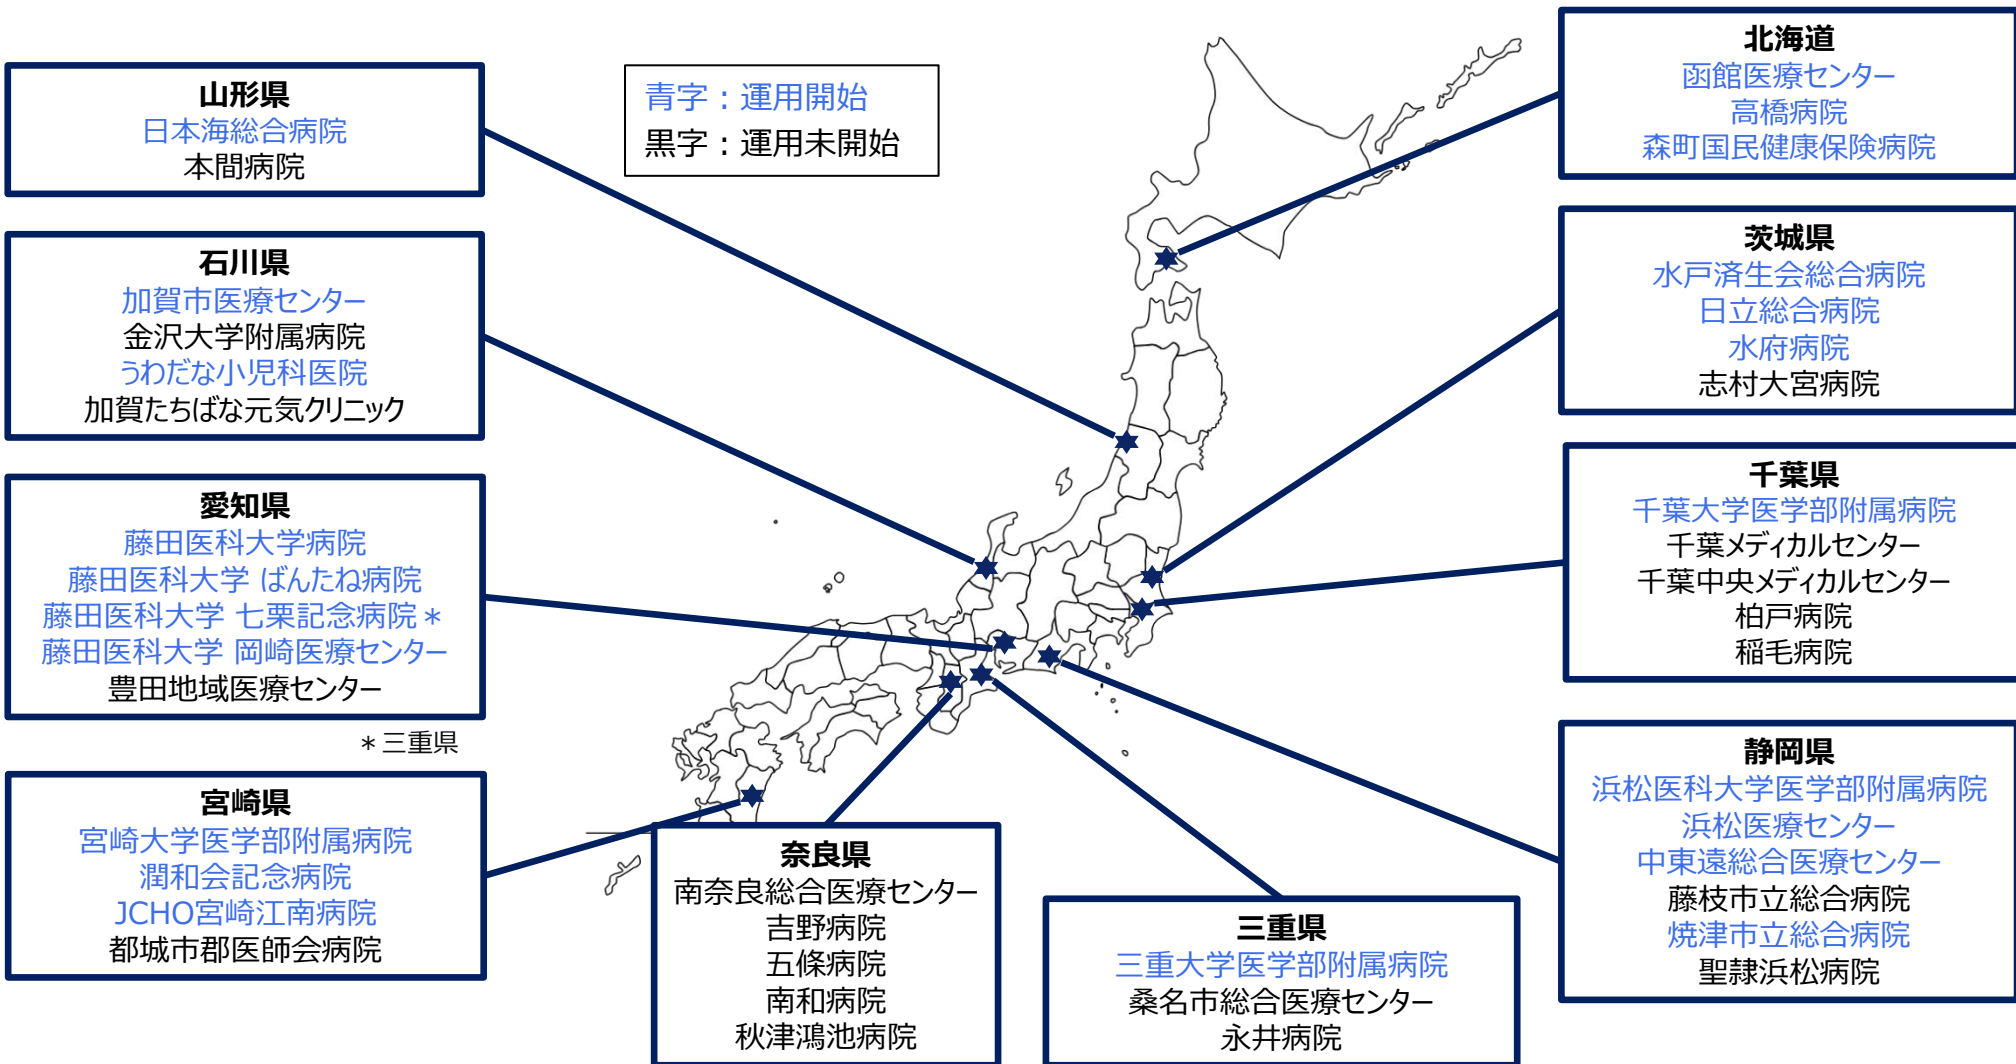 青字：運用開始
黒字：運用未開始
山形県
日本海総合病院
本間病院
石川県
加賀市医療センター
金沢大学附属病院
うわだな小児科医院
加賀たちばな元気クリニック
愛知県
藤田医科大学病院
藤田医科大学 ばんたね病院
藤田医科大学 七栗記念病院＊
藤田医科大学 岡崎医療センター
豊田地域医療センター
＊三重県
宮崎県
宮崎大学医学部附属病院
潤和会記念病院
JCHO宮崎江南病院
都城市郡医師会病院
奈良県
南奈良総合医療センター
吉野病院
五條病院
南和病院
秋津鴻池病院
三重県
三重大学医学部附属病院
桑名市総合医療センター
永井病院
北海道
函館医療センター
高橋病院
森町国民健康保険病院
茨城県
水戸済生会総合病院
日立総合病院
水府病院
志村大宮病院
千葉県
千葉大学医学部附属病院
千葉メディカルセンター
千葉中央メディカルセンター
柏戸病院
稲毛病院
静岡県
浜松医科大学医学部附属病院
浜松医療センター
中東遠総合医療センター
藤枝市立総合病院
焼津市立総合病院
聖隷浜松病院